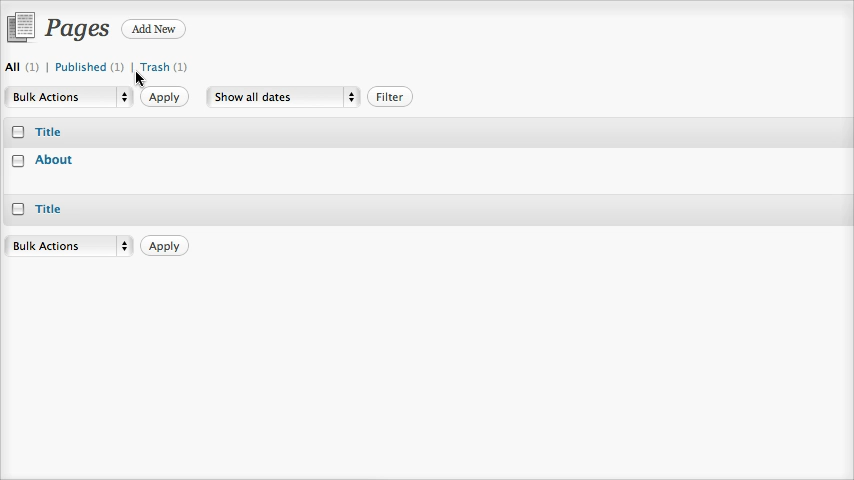 Pages Add New
All (1) | Published (1) | Trash (1)
Bulk Actions Apply Show all dates Filter
Title
About
Title
Bulk Actions Apply